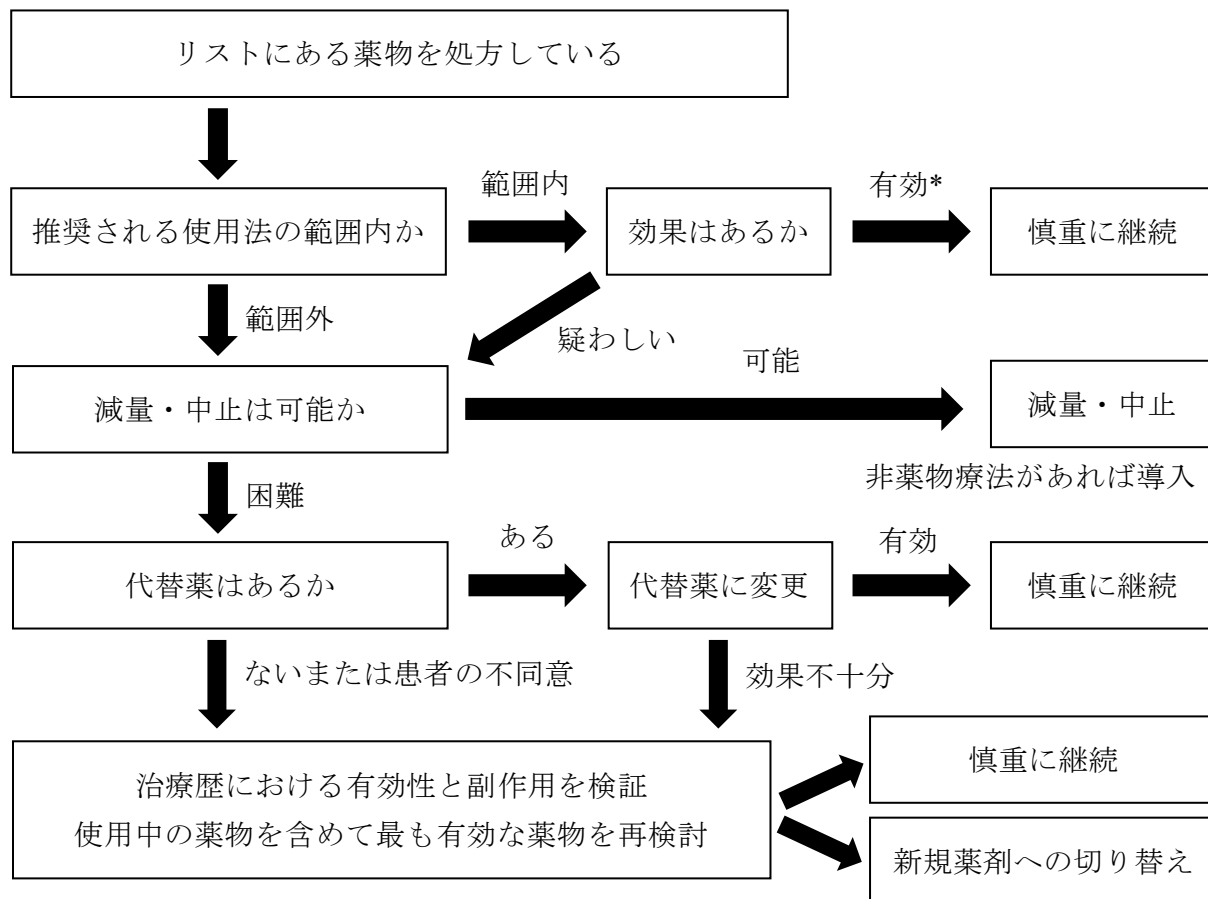 リストにある薬物を処方している
範囲内
有効*
推奨される使用法の範囲内か
効果はあるか
慎重に継続
範囲外
疑わしい
可能
減量・中止は可能か
減量・中止
非薬物療法があれば導入
困難
ある
有効
代替薬はあるか
代替薬に変更
慎重に継続
ないまたは患者の不同意
効果不十分
治療歴における有効性と副作用を検証
使用中の薬物を含めて最も有効な薬物を再検討
慎重に継続
新規薬剤への切り替え